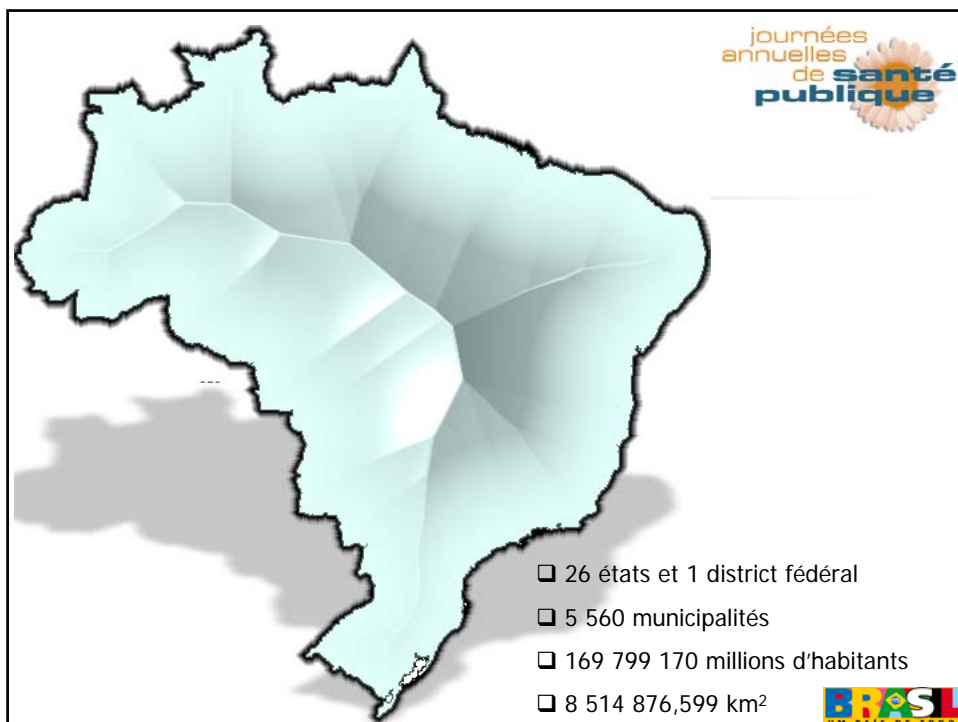 journées
annuelles
de santé
publique
❑ 26 états et 1 district fédéral
❑ 5 560 municipalités
❑ 169 799 170 millions d'habitants
❑ 8 514 876,599 km²
BRASIL